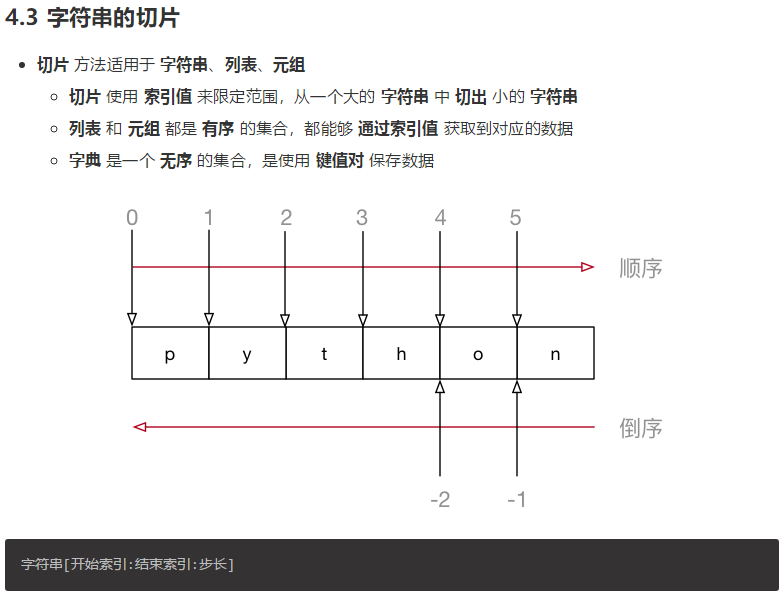 4.3 字符串的切片
切片 方法适用于 字符串、列表、元组
切片 使用 索引值 来限定范围，从一个大的 字符串 中 切出 小的 字符串
列表 和 元组 都是 有序 的集合，都能够 通过索引值 获取到对应的数据
字典 是一个 无序 的集合，是使用 键值对 保存数据
0 1 2 3 4 5
顺序
p y t h o n
倒序
-2 -1
字符串[开始索引:结束索引:步长]